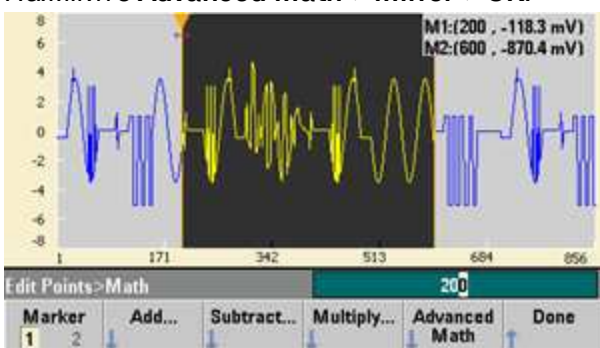 8
M1:(200 , -118.3 mV)
6
M2:(600 , -870.4 mV)
4
2
0
-2
-4
-6
-8
1 171 342 513 684 856
Edit Points>Math 200
Marker Add... Subtract... Multiply... Advanced Math Done
1 2